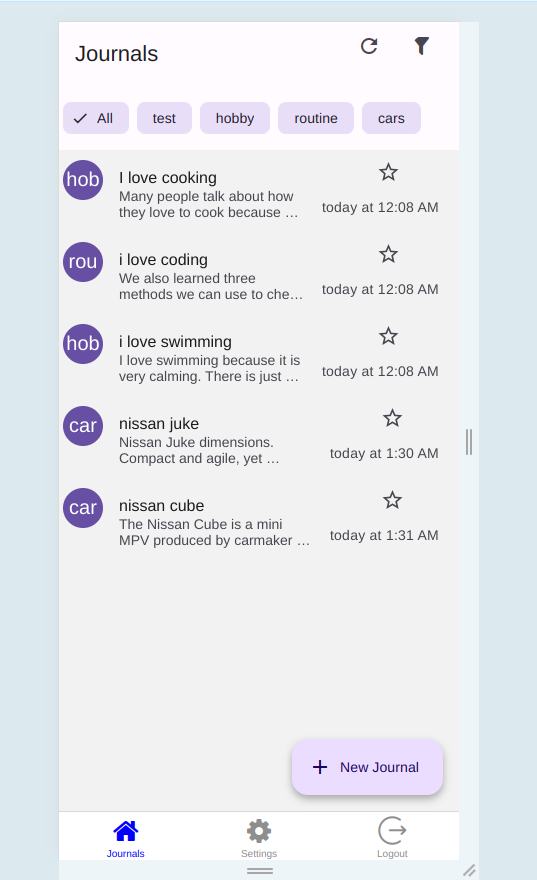 Journals
All test hobby routine cars
hob
I love cooking
Many people talk about how
they love to cook because …
today at 12:08 AM
rou
i love coding
We also learned three
methods we can use to che…
today at 12:08 AM
hob
i love swimming
I love swimming because it is
very calming. There is just …
today at 12:08 AM
car
nissan juke
Nissan Juke dimensions.
Compact and agile, yet …
today at 1:30 AM
car
nissan cube
The Nissan Cube is a mini
MPV produced by carmaker …
today at 1:31 AM
New Journal
Journals Settings Logout